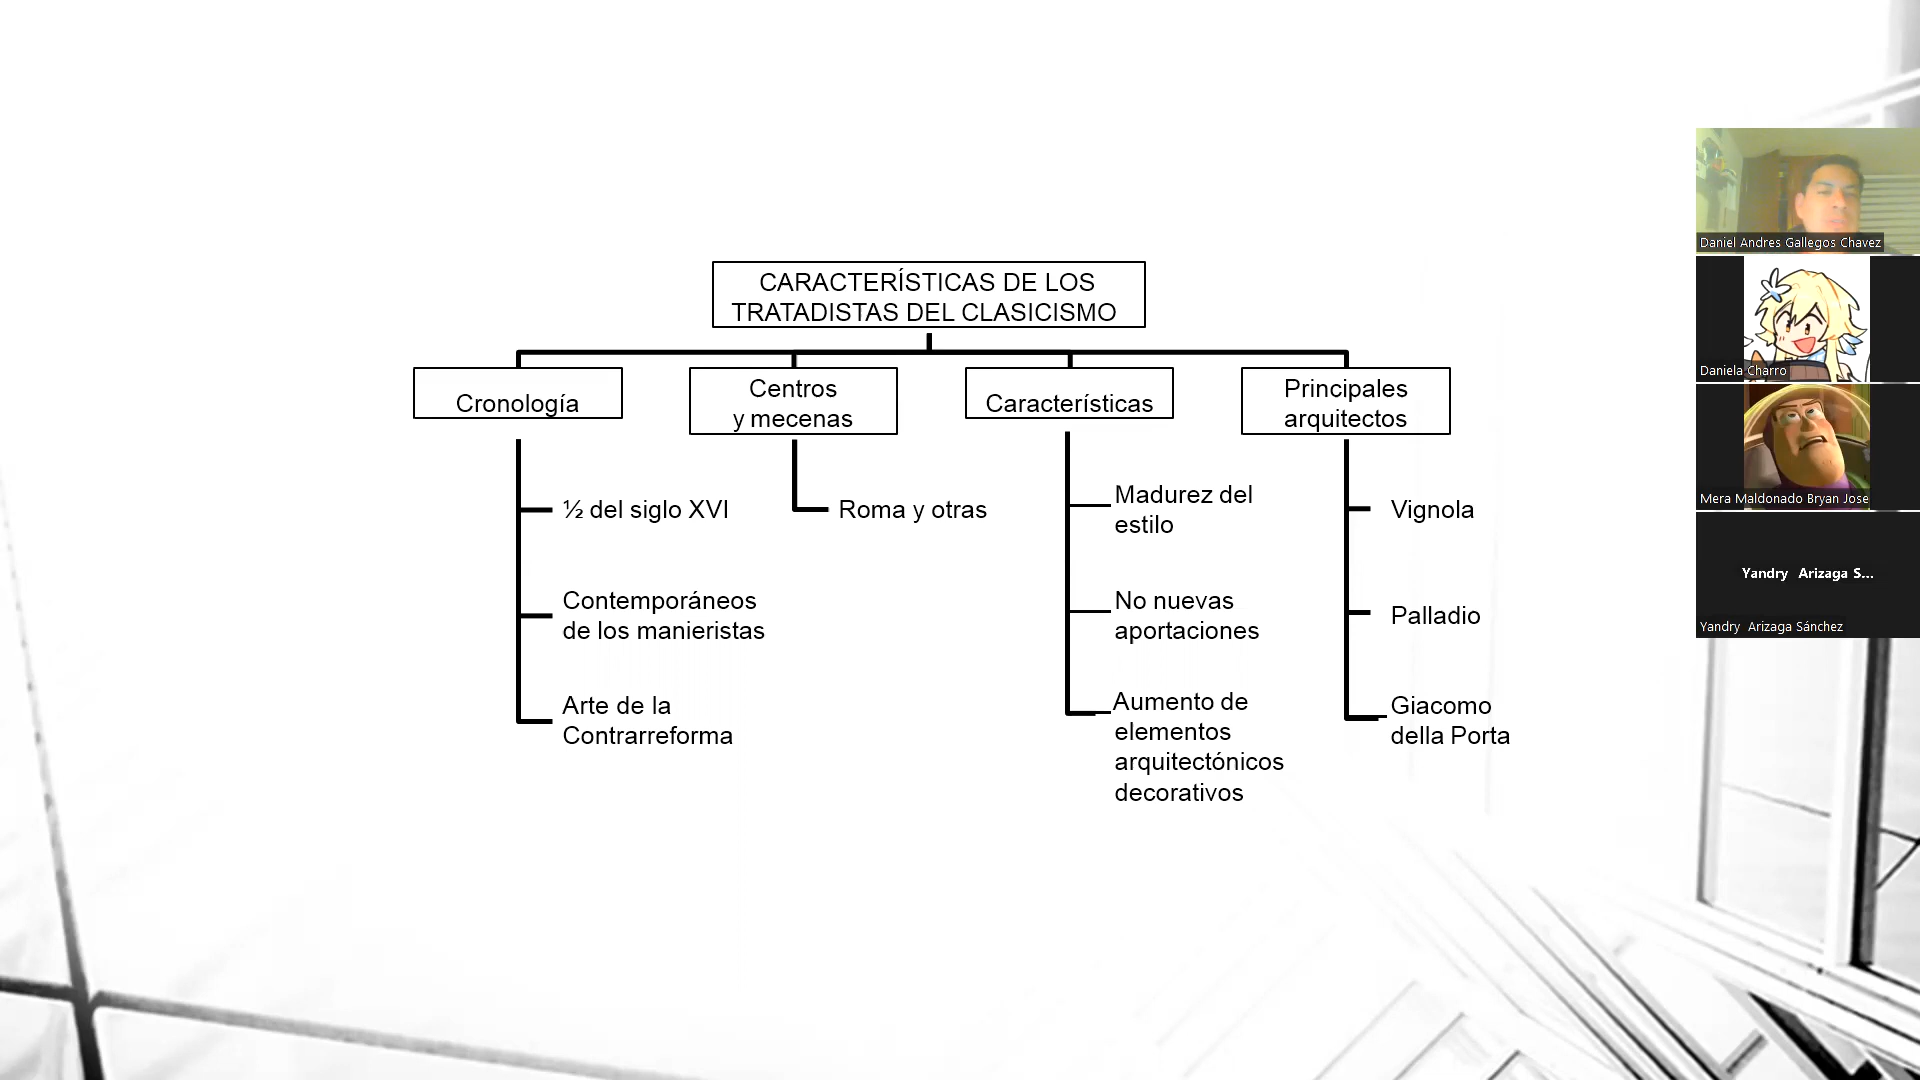 CARACTERÍSTICAS DE LOS
TRATADISTAS DEL CLASICISMO
Cronología
½ del siglo XVI
Contemporáneos
de los manieristas
Arte de la
Contrarreforma
Centros
y mecenas
Roma y otras
Características
Madurez del
estilo
No nuevas
aportaciones
Aumento de
elementos
arquitectónicos
decorativos
Principales
arquitectos
Vignola
Palladio
Giacomo
della Porta
Daniel Andres Gallegos Chavez
Daniela Charro
Mera Maldonado Bryan Jose
Yandry Arizaga S...
Yandry Arizaga Sánchez